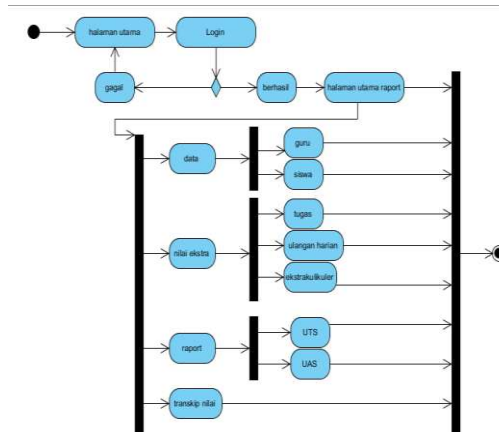 halaman utama
Login
gagal
berhasil
halaman utama raport
data
guru
siswa
nilai ekstra
tugas
ulangan harian
ekstrakulikuler
raport
UTS
UAS
transkip nilai